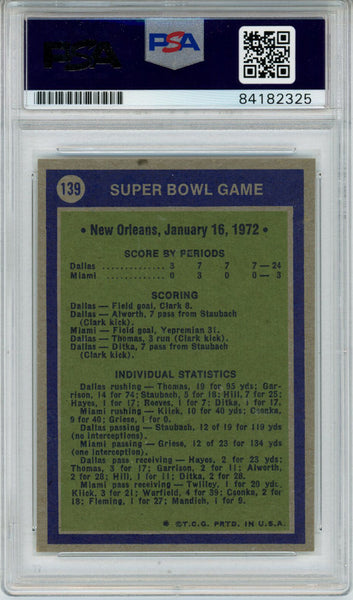 PSA
PSA
PSA
84182325
139
SUPER BOWL GAME
• New Orleans, January 16, 1972 •
SCORE BY PERIODS
Dallas .............. 3 7 7 7 — 24
Miami .............. 0 3 0 0 — 3
SCORING
Dallas — Field goal, Clark 8.
Dallas — Alworth, 7 pass from Staubach
(Clark kick).
Miami — Field goal, Yepremian 31.
Dallas — Thomas, 3 run (Clark kick).
Dallas — Ditka, 7 pass from Staubach
(Clark kick).
INDIVIDUAL STATISTICS
Dallas rushing — Thomas, 19 for 95 yds; Gar-
rison, 14 for 74; Staubach, 5 for 18; Hill, 7 for
25; Hayes, 1 for 17; Reeves, 1 for 7; Ditka, 1 for 17.
Miami rushing — Kiick, 10 for 40 yds; Csonka,
9 for 40; Griese, 1 for 0.
Dallas passing — Staubach, 12 of 19 for 119 yds
(no interceptions).
Miami passing — Griese, 12 of 23 for 134 yds
(one interception).
Dallas pass receiving — Hayes, 2 for 23 yds;
Thomas, 3 for 17; Garrison, 2 for 11; Alworth,
2 for 28; Hill, 1 for 11; Ditka, 2 for 28.
Miami pass receiving — Twilley, 1 for 20 yds.
Kiick, 3 for 21; Warfield, 4 for 39; Csonka, 2 for
18; Fleming, 1 for 27; Mandich, 1 for 9.
* ©T.C.G. PRTD. IN U.S.A.